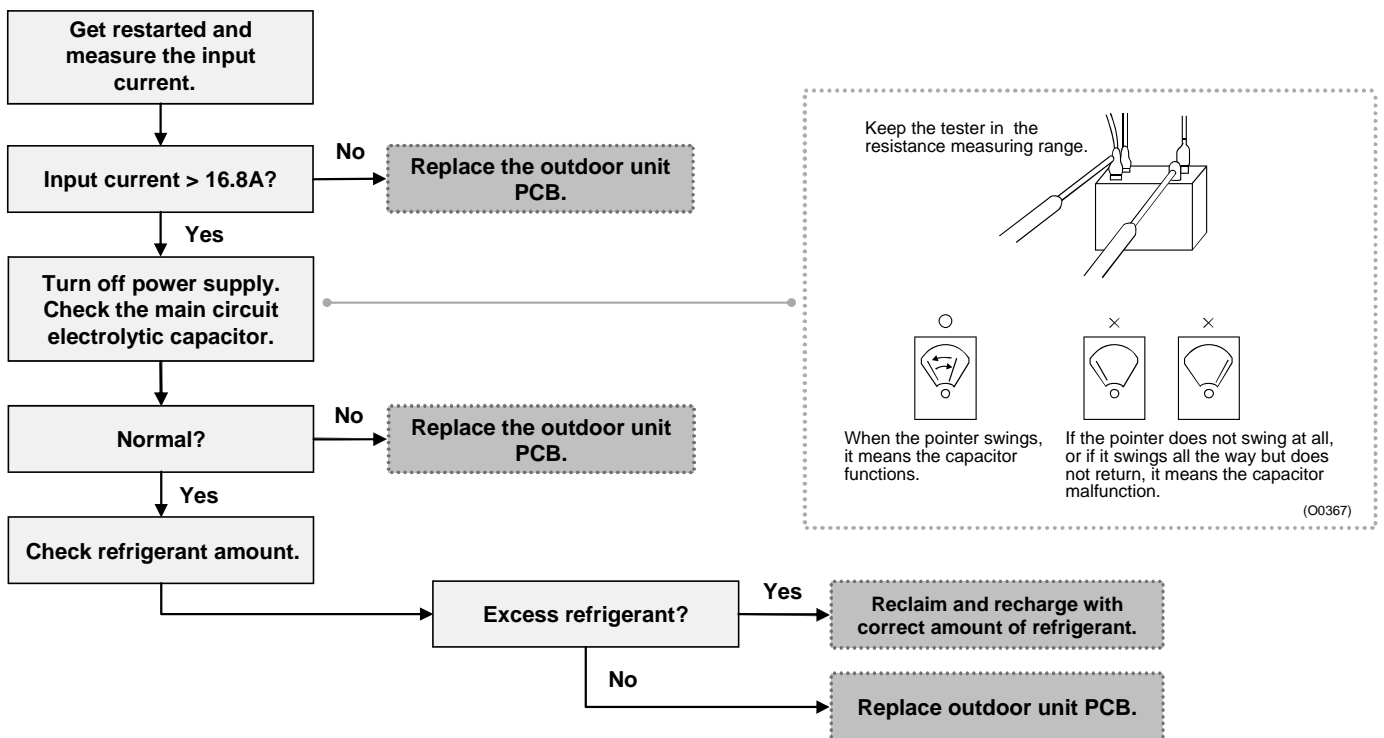 Get restarted and
measure the input
current.
Input current > 16.8A?
No
Replace the outdoor unit
PCB.
Yes
Turn off power supply.
Check the main circuit
electrolytic capacitor.
Keep the tester in the
resistance measuring range.
○
× ×
When the pointer swings,
it means the capacitor
functions.
If the pointer does not swing at all,
or if it swings all the way but does
not return, it means the capacitor
malfunction.
(O0367)
Normal?
No
Replace the outdoor unit
PCB.
Yes
Check refrigerant amount.
Excess refrigerant?
Yes
Reclaim and recharge with
correct amount of refrigerant.
No
Replace outdoor unit PCB.